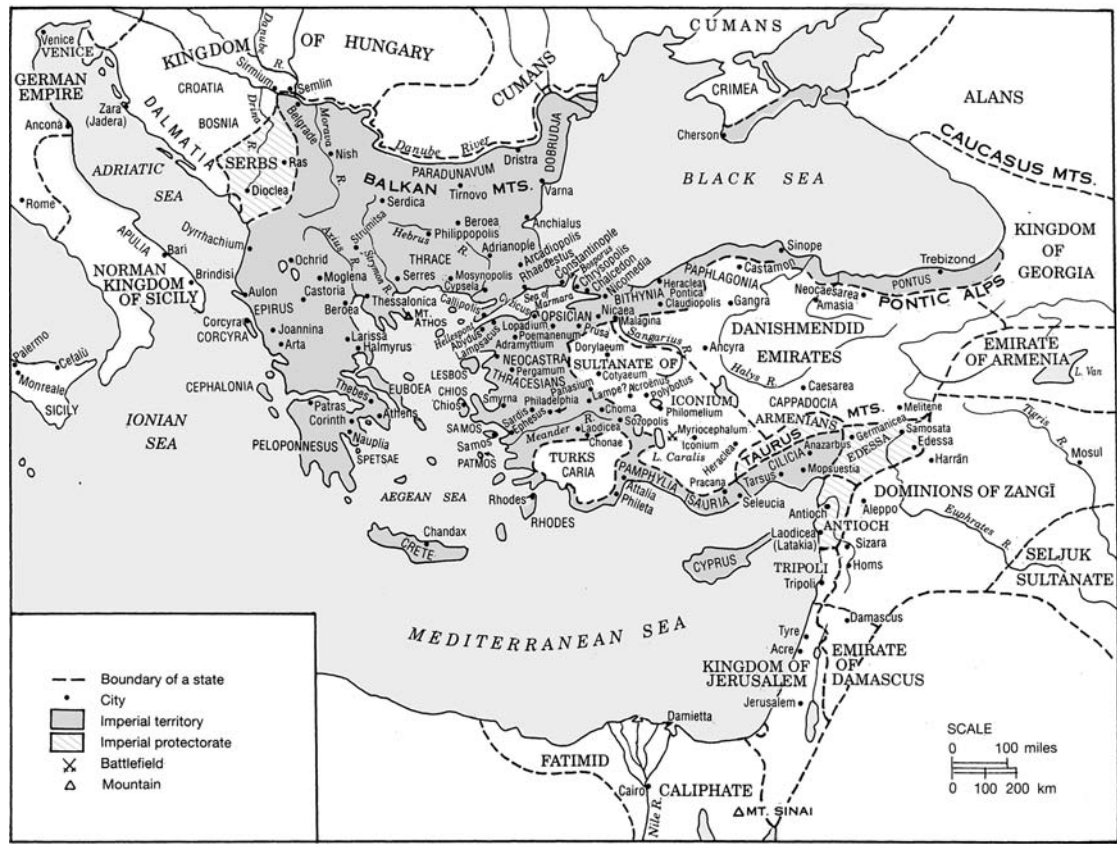 Venice
VENICE
GERMAN
EMPIRE
Ancona
Rome
KINGDOM
OF HUNGARY
Danube
R.
CROATIA
Sirmium
Semlin
Zara
(Jadera)
BOSNIA
Drina
R.
Belgrade
Morava
R.
DALMATIA
SERBS
Ras
Dioclea
Nish
CUMANS
CUMANS
CRIMEA
Cherson
ALANS
CAUCASUS MTS.
BLACK SEA
ADRIATIC
SEA
Danube River
Dristra
DOBRUDJA
PARADUNAVUM
BALKAN MTS.
Tirnovo
Varna
Serdica
Anchialus
Beroea
Philippopolis
Hebrus
R.
Adrianople
THRACE
Arcadiopolis
Rhaedestus
Constantinople
Bosporus
Chrysopolis
Chalcedon
Nicomedia
APULIA
Bari
Brindisi
NORMAN
KINGDOM
OF SICILY
Dyrrhachium
Ochrid
Strumitsa
Axius
R.
Strymon R.
Moglena
Castoria
Serres
Mosynopolis
Cypsela
Aulon
EPIRUS
Beroea
Thessalonica
MT.
ATHOS
Callipolis
Cyzicus
Sea of
Marmara
Corcyra
CORCYRA
Joannina
Arta
Larissa
Halmyrus
Hellespont
Abydus
Lampsacus
Lopadium
Poemanenum
Adramyttium
OPSICIAN
Prusa
Nicaea
Malagina
BITHYNIA
Heraclea
Pontica
Claudiopolis
PAPHLAGONIA
Castamon
Sinope
Gangra
Neocaesarea
Amasia
PONTUS
Trebizond
PONTIC ALPS
KINGDOM
OF
GEORGIA
Palermo
Cefalù
Monreale
SICILY
CEPHALONIA
IONIAN
SEA
Thebes
EUBOEA
Patras
Corinth
Athens
Nauplia
PELOPONNESUS
SPETSAE
LESBOS
CHIOS
Chios
SAMOS
Samos
PATMOS
NEOCASTRA
Pergamum
THRACESIANS
Smyrna
Sardis
Ephesus
Philadelphia
Panasium
Lampe?
Acroënus
Polybotus
Dorylaeum
SULTANATE OF
Cotyaeum
ICONIUM
Philomelium
Sangarius
R.
Ancyra
Halys R.
DANISHMENDID
EMIRATES
EMIRATE
OF ARMENIA
L. Van
Caesarea
CAPPADOCIA
ARMENIANS
Melitene
Tigris
R.
Choma
Sozopolis
Meander R.
Laodicea
Chonae
Myriocephalum
Iconium
L. Caralis
Heraclea
TAURUS MTS.
Anazarbus
Germanicea
Samosata
EDESSA
Edessa
Harrān
Mosul
TURKS
CARIA
PAMPHYLIA
Attalia
Phileta
Pracana
SAURIA
Seleucia
Tarsus
CILICIA
Mopsuestia
AEGEAN SEA
Rhodes
RHODES
Chandax
CRETE
CYPRUS
Antioch
ANTIOCH
Aleppo
DOMINIONS OF ZANGĪ
Euphrates R.
SELJUK
SULTANATE
Laodicea
(Latakia)
Sizara
Homs
TRIPOLI
Tripoli
Damascus
Tyre
Acre
EMIRATE
OF
DAMASCUS
KINGDOM OF
JERUSALEM
Jerusalem
MEDITERRANEAN SEA
Damietta
FATIMID
CALIPHATE
Cairo
Nile R.
MT. SINAI
Boundary of a state
City
Imperial territory
Imperial protectorate
Battlefield
Mountain
SCALE
0 100 miles
0 100 200 km